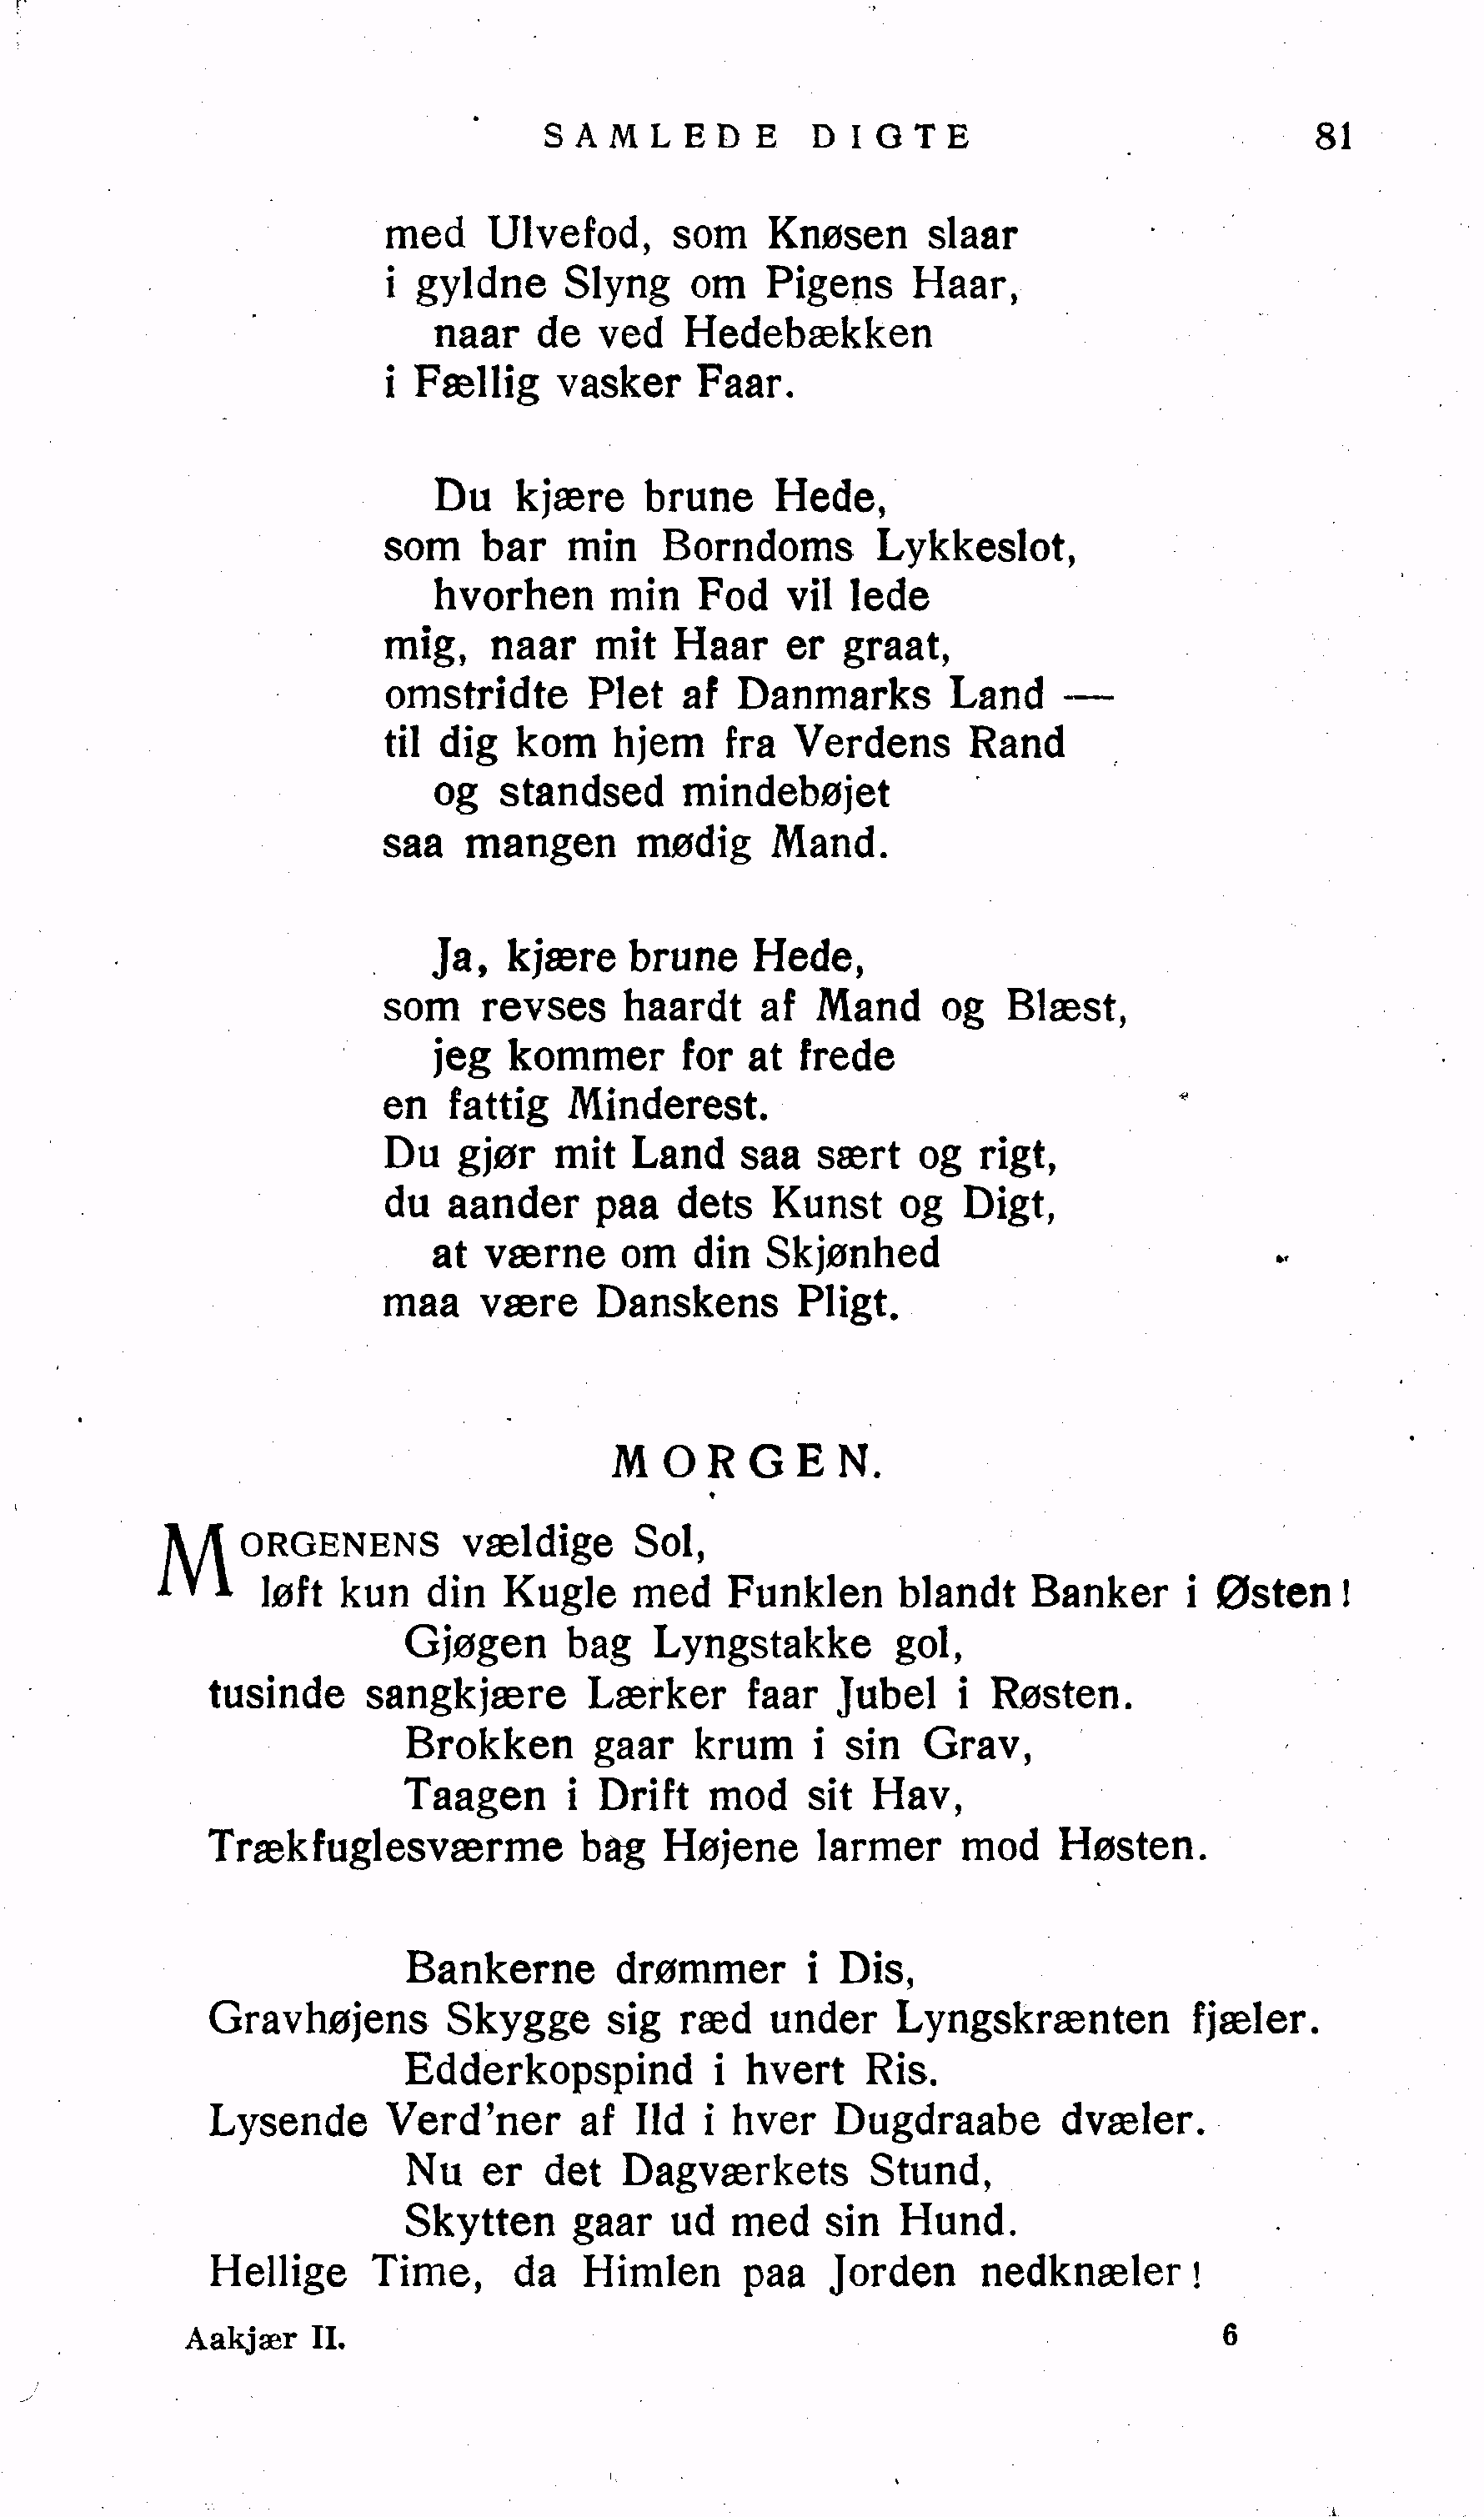 SAMLEDE DIGTE 81
med Ulvefod, som Knøsen slaar
i gyldne Slyng om Pigens Haar,
naar de ved Hedebækken
i Fællig vasker Faar.
Du kjære brune Hede,
som bar min Borndoms Lykkeslot,
hvorhen min Fod vil lede
mig, naar mit Haar er graat,
omstridte Plet af Danmarks Land —
til dig kom hjem fra Verdens Rand
og standsed mindebøjet
saa mangen mødig Mand.
Ja, kjære brune Hede,
som revses haardt af Mand og Blæst,
jeg kommer for at frede
en fattig Minderest.
Du gjør mit Land saa sært og rigt,
du aander paa dets Kunst og Digt,
at værne om din Skjønhed
maa være Danskens Pligt.
MORGEN.
MORGENENS vældige Sol,
løft kun din Kugle med Funklen blandt Banker i Østen!
Gjøgen bag Lyngstakke gol,
tusinde sangkjære Lærker faar Jubel i Røsten.
Brokken gaar krum i sin Grav,
Taagen i Drift mod sit Hav,
Trækfuglesværme bag Højene larmer mod Høsten.
Bankerne drømmer i Dis,
Gravhøjens Skygge sig ræd under Lyngskrænten fjæler.
Edderkopspind i hvert Ris.
Lysende Verd'ner af Ild i hver Dugdraabe dvæler.
Nu er det Dagværkets Stund,
Skytten gaar ud med sin Hund.
Hellige Time, da Himlen paa Jorden nedknæler!
Aakjær II. 6